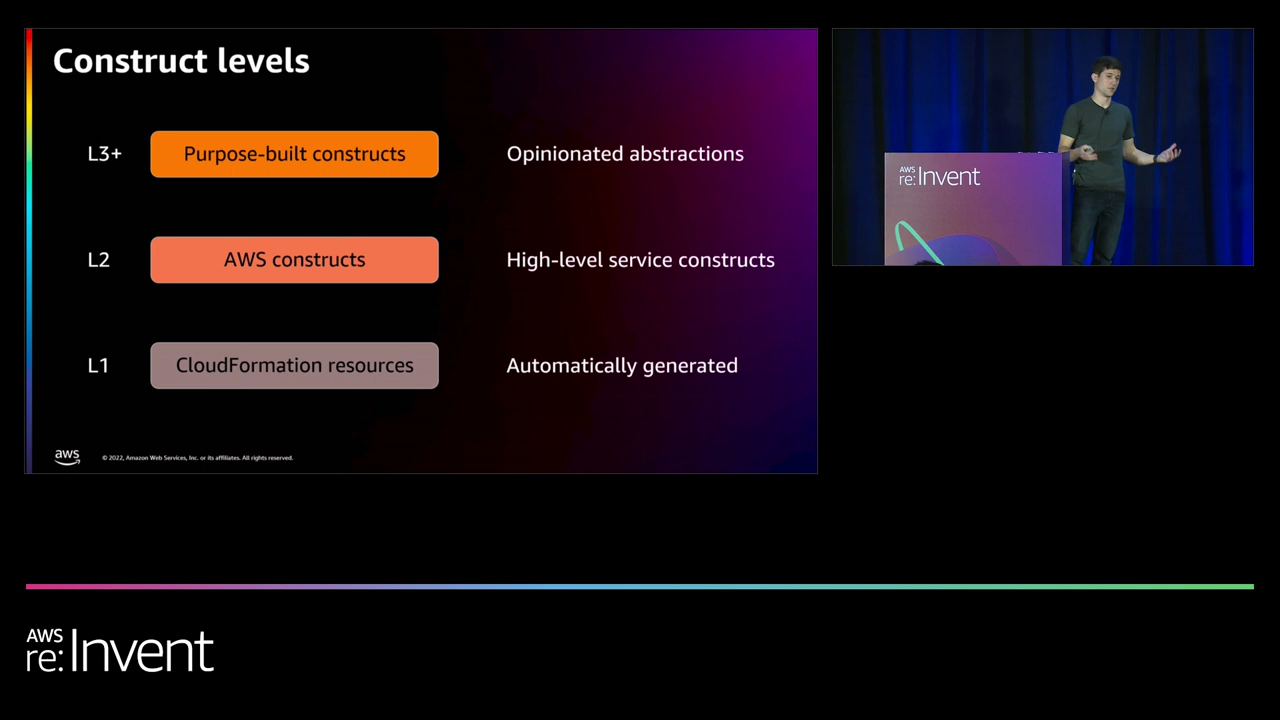 Construct levels
L3+ Purpose-built constructs Opinionated abstractions
L2 AWS constructs High-level service constructs
L1 CloudFormation resources Automatically generated
aws © 2022, Amazon Web Services, Inc. or its affiliates. All rights reserved.
AWS
re:Invent
AWS
re:Invent